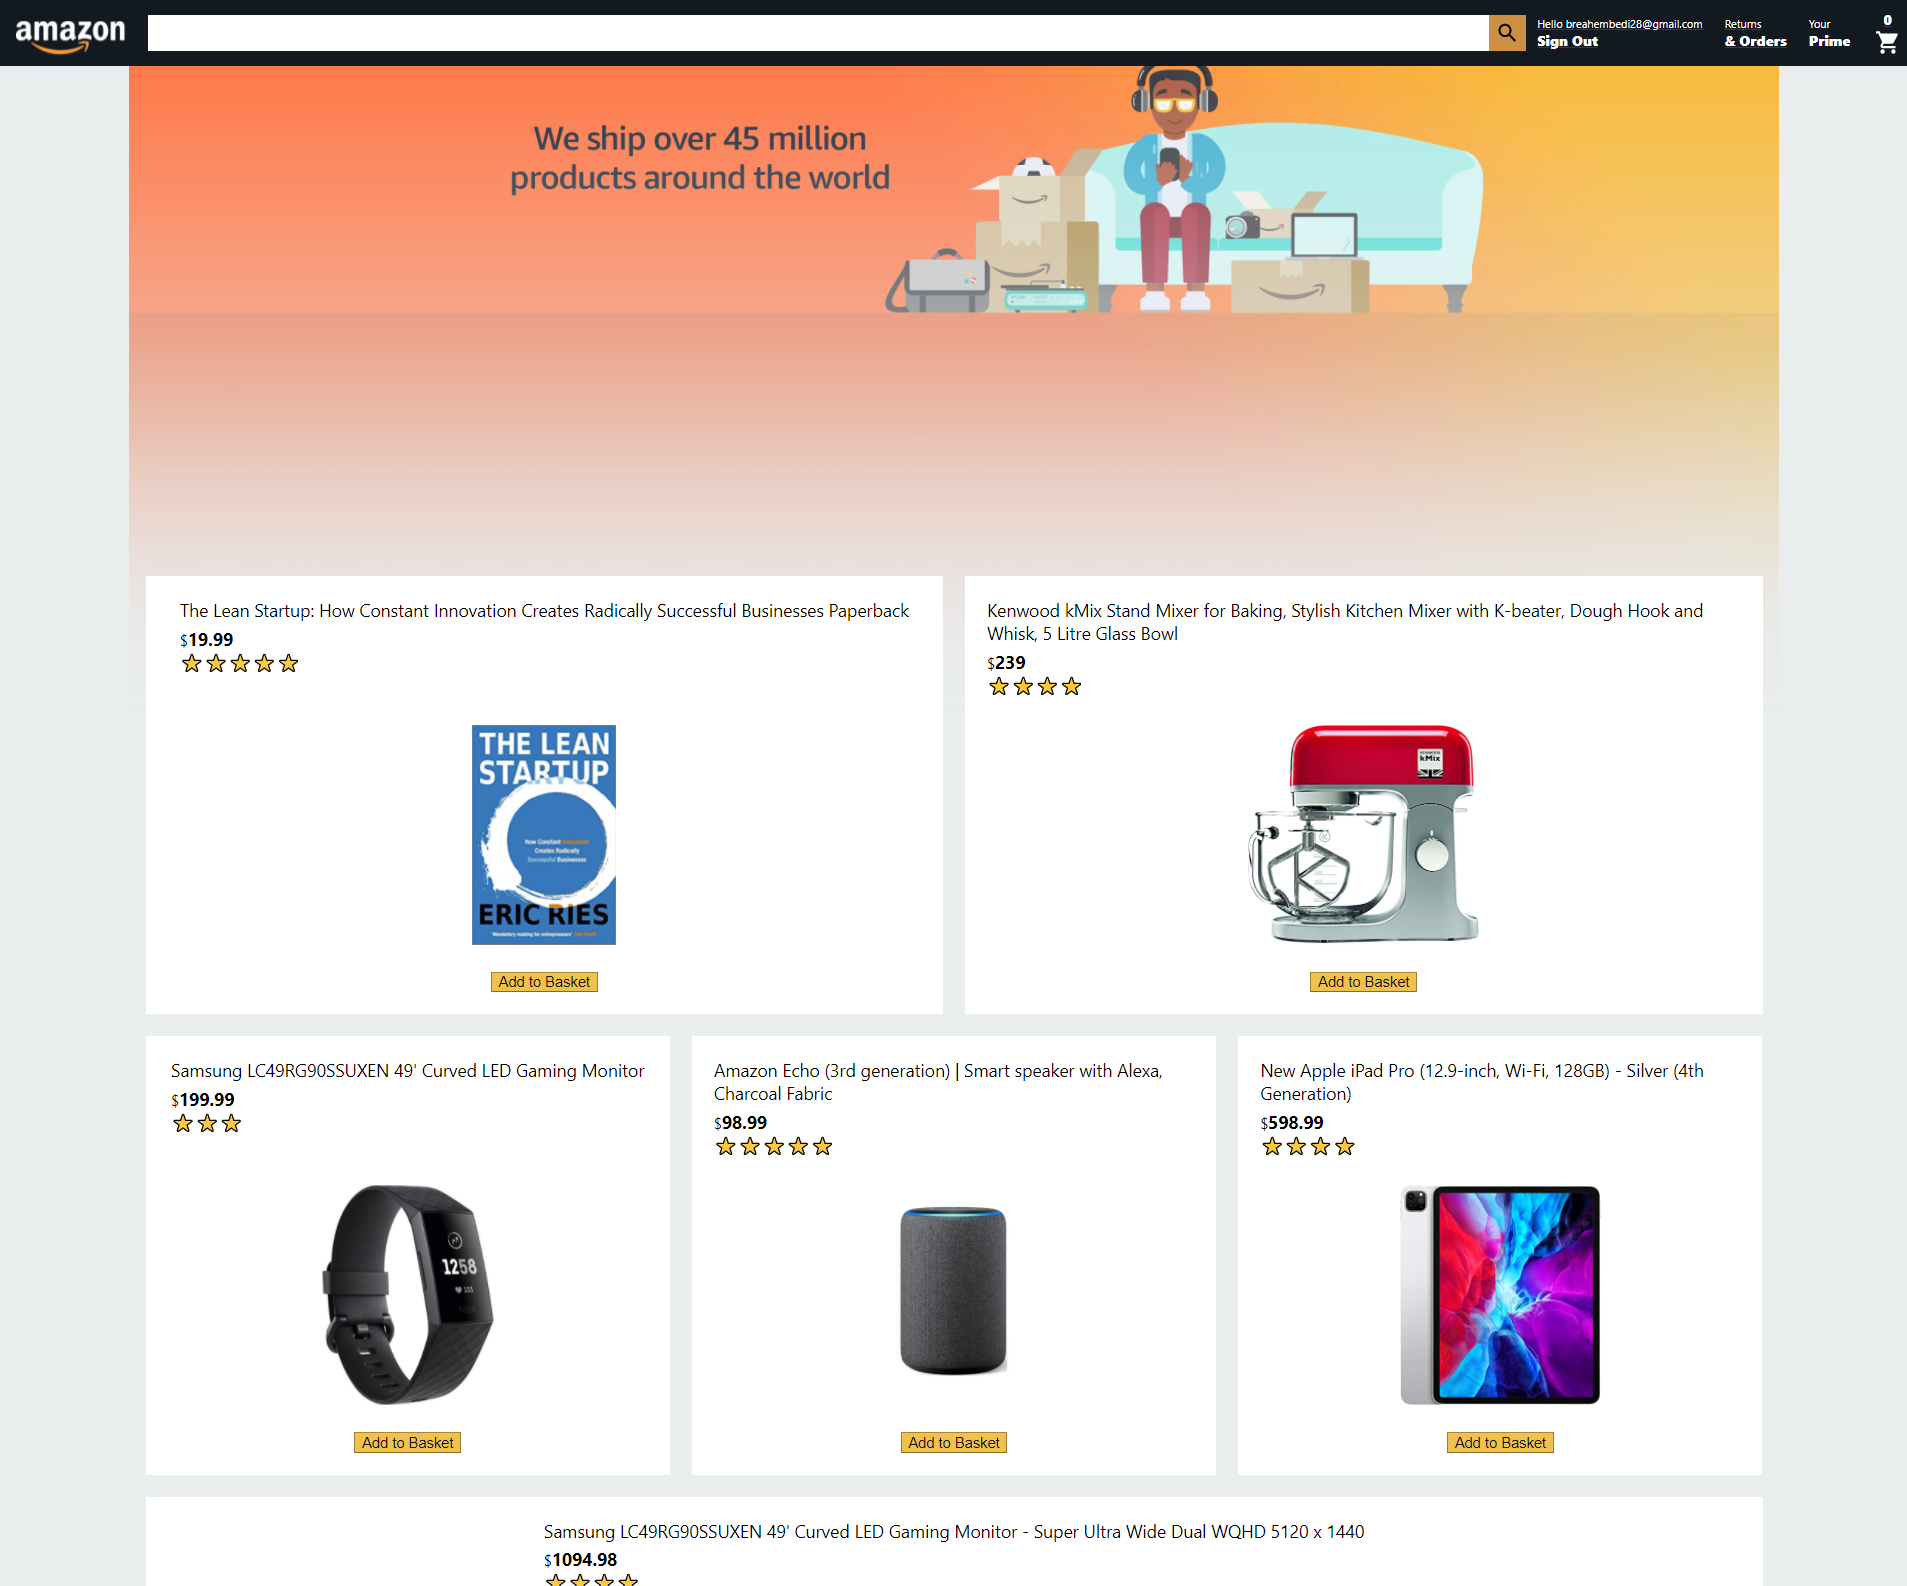 amazon
Hello breahembedi28@gmail.com
Sign Out
Returns
& Orders
Your
Prime
0
We ship over 45 million
products around the world
The Lean Startup: How Constant Innovation Creates Radically Successful Businesses Paperback
$19.99
THE LEAN
STARTUP
How Constant Innovation
Creates Radically
Successful Businesses
ERIC RIES
'Mandatory reading for entrepreneurs'
Add to Basket
Kenwood kMix Stand Mixer for Baking, Stylish Kitchen Mixer with K-beater, Dough Hook and
Whisk, 5 Litre Glass Bowl
$239
KENWOOD
kMix
Add to Basket
Samsung LC49RG90SSUXEN 49' Curved LED Gaming Monitor
$199.99
1258
Add to Basket
Amazon Echo (3rd generation) | Smart speaker with Alexa,
Charcoal Fabric
$98.99
Add to Basket
New Apple iPad Pro (12.9-inch, Wi-Fi, 128GB) - Silver (4th
Generation)
$598.99
Add to Basket
Samsung LC49RG90SSUXEN 49' Curved LED Gaming Monitor - Super Ultra Wide Dual WQHD 5120 x 1440
$1094.98